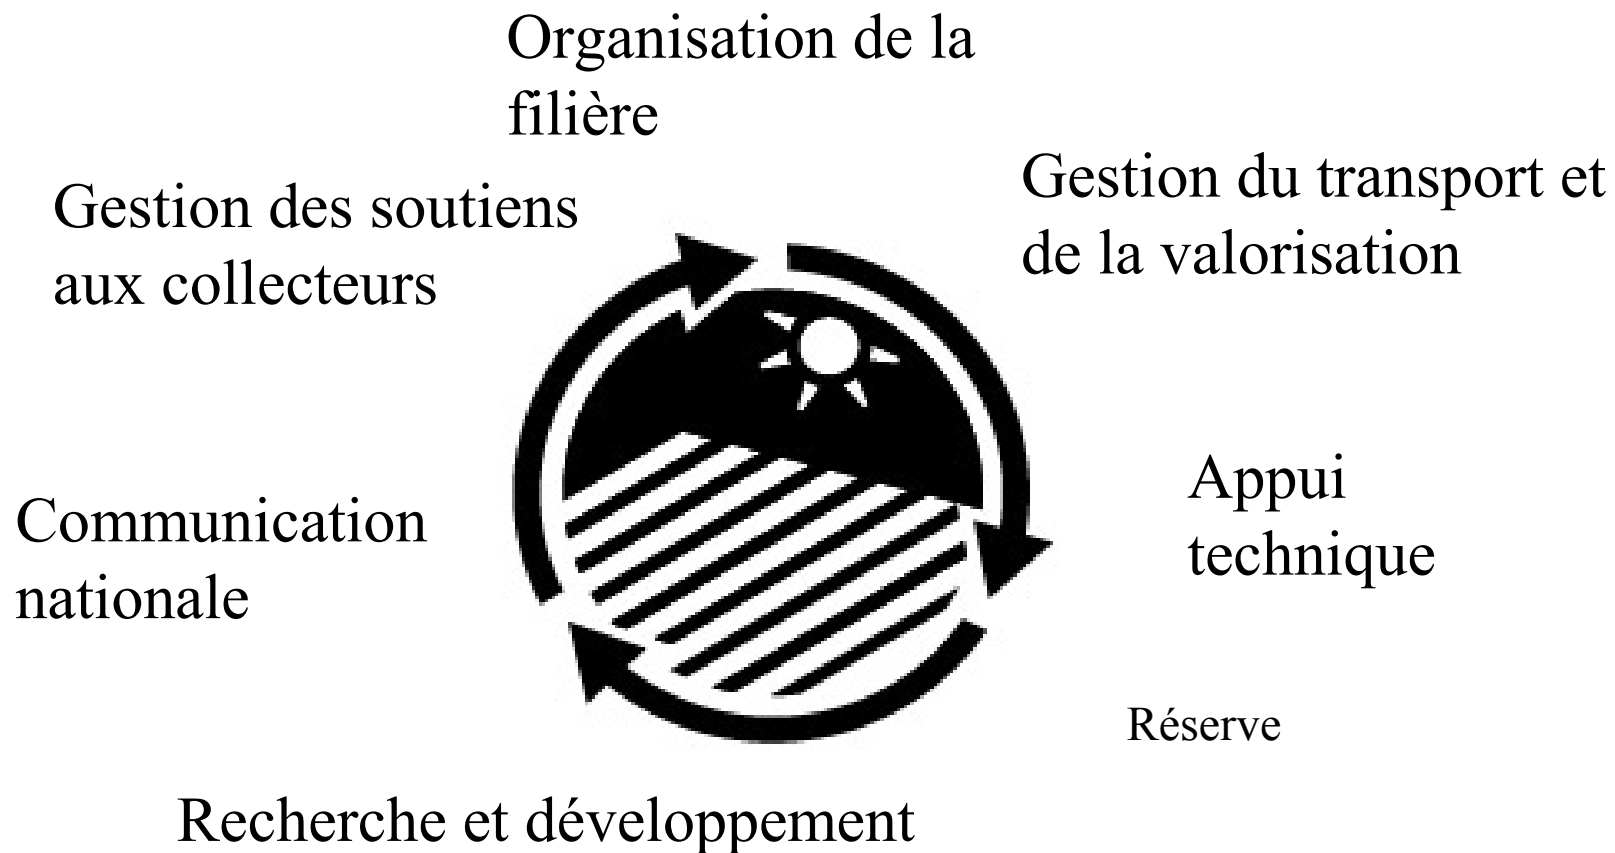 Organisation de la
filière
Gestion du transport et
de la valorisation
Gestion des soutiens
aux collecteurs
Appui
technique
Communication
nationale
Réserve
Recherche et développement